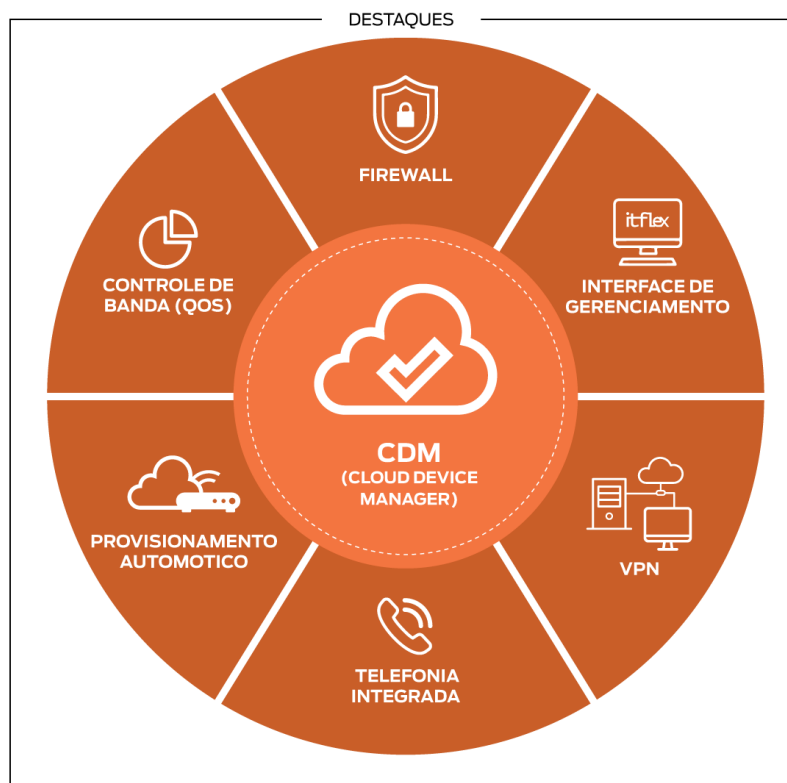 DESTAQUES
FIREWALL
itflex
INTERFACE DE
GERENCIAMENTO
VPN
TELEFONIA
INTEGRADA
PROVISIONAMENTO
AUTOMOTICO
CONTROLE DE
BANDA (QOS)
CDM
(CLOUD DEVICE
MANAGER)